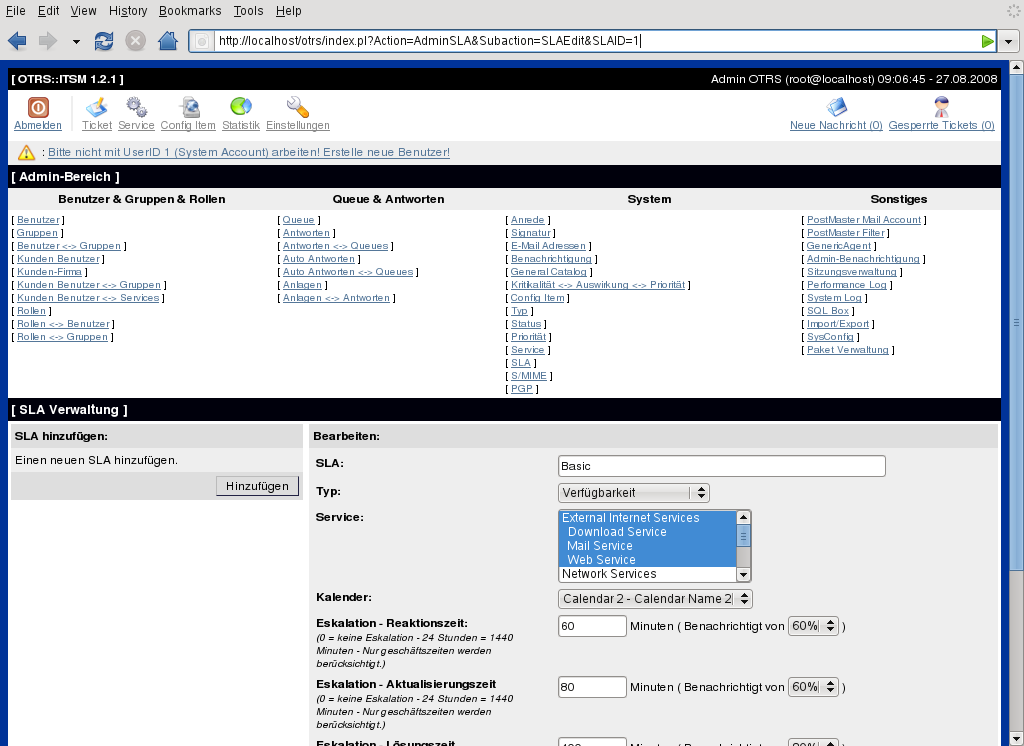 File Edit View History Bookmarks Tools Help
http://localhost/otrs/index.pl?Action=AdminSLA&Subaction=SLAEdit&SLAID=1
[ OTRS::ITSM 1.2.1 ] Admin OTRS (root@localhost) 09:06:45 - 27.08.2008
Abmelden Ticket Service Config Item Statistik Einstellungen Neue Nachricht (0) Gesperrte Tickets (0)
: Bitte nicht mit UserID 1 (System Account) arbeiten! Erstelle neue Benutzer!
[ Admin-Bereich ]
Benutzer & Gruppen & Rollen Queue & Antworten System Sonstiges
[ Benutzer ] [ Queue ] [ Anrede ] [ PostMaster Mail Account ]
[ Gruppen ] [ Antworten ] [ Signatur ] [ PostMaster Filter ]
[ Benutzer <-> Gruppen ] [ Antworten <-> Queues ] [ E-Mail Adressen ] [ GenericAgent ]
[ Kunden Benutzer ] [ Auto Antworten ] [ Benachrichtigung ] [ Admin-Benachrichtigung ]
[ Kunden-Firma ] [ Auto Antworten <-> Queues ] [ General Catalog ] [ Sitzungsverwaltung ]
[ Kunden Benutzer <-> Gruppen ] [ Anlagen ] [ Kritikalität <-> Auswirkung <-> Priorität ] [ Performance Log ]
[ Kunden Benutzer <-> Services ] [ Anlagen <-> Antworten ] [ Config Item ] [ System Log ]
[ Rollen ] [ Typ ] [ SQL Box ]
[ Rollen <-> Benutzer ] [ Status ] [ Import/Export ]
[ Rollen <-> Gruppen ] [ Priorität ] [ SysConfig ]
[ Service ] [ Paket Verwaltung ]
[ SLA ]
[ S/MIME ]
[ PGP ]
[ SLA Verwaltung ]
SLA hinzufügen:
Einen neuen SLA hinzufügen.
Hinzufügen
Bearbeiten:
SLA: Basic
Typ: Verfügbarkeit
Service: External Internet Services
Download Service
Mail Service
Web Service
Network Services
Kalender: Calendar 2 - Calendar Name 2
Eskalation - Reaktionszeit: 60 Minuten ( Benachrichtigt von 60% )
(0 = keine Eskalation - 24 Stunden = 1440
Minuten - Nur geschäftszeiten werden
berücksichtigt.)
Eskalation - Aktualisierungszeit 80 Minuten ( Benachrichtigt von 60% )
(0 = keine Eskalation - 24 Stunden = 1440
Minuten - Nur geschäftszeiten werden
berücksichtigt.)
Eskalation - Lösungszeit Minuten ( Benachrichtigt von )